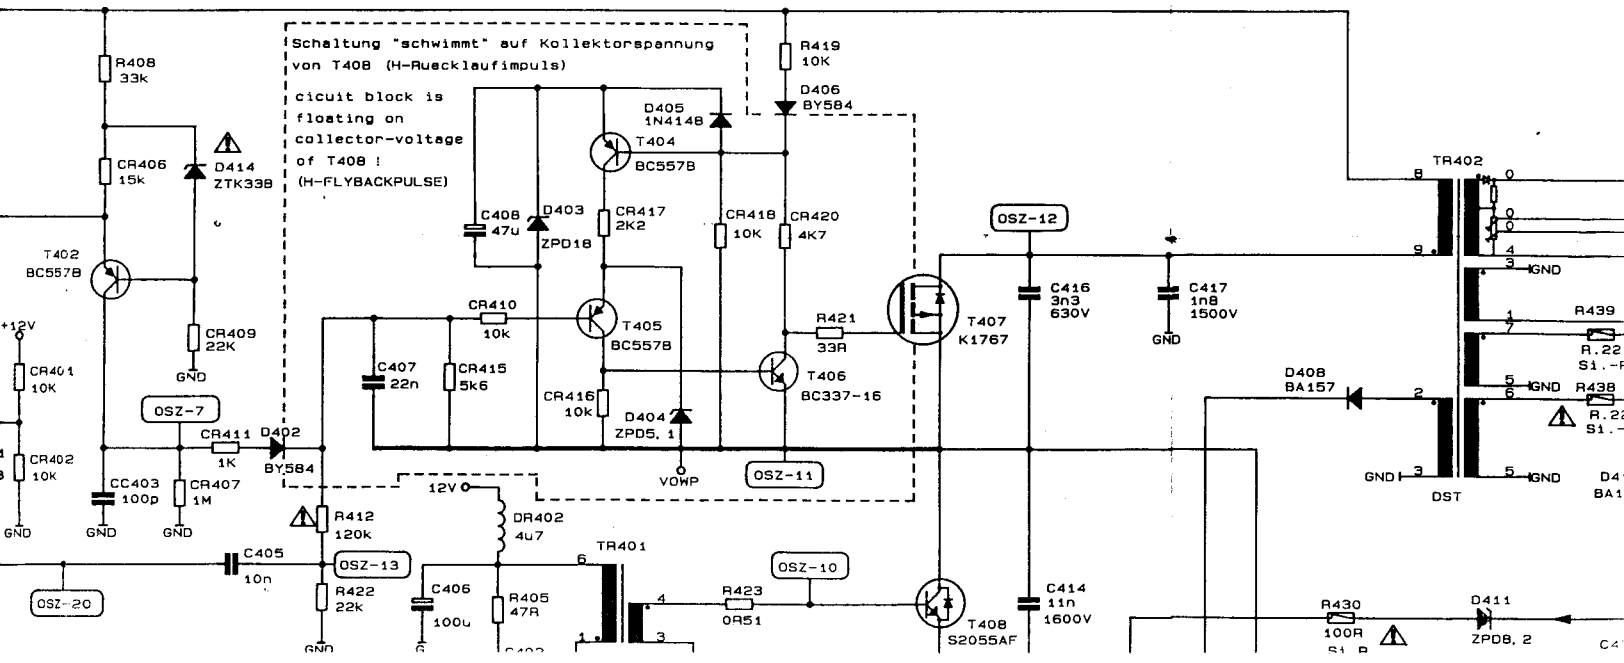 Schaltung "schwimmt" auf Kollektorspannung
von T408 (H-Ruecklaufimpuls)
cicuit block is
floating on
collector-voltage
of T408 !
(H-FLYBACKPULSE)
R408
33k
CR406
15k
D414
ZTK33B
T402
BC557B
CR409
22K
GND
+12V
CR401
10K
CR402
10K
GND
OSZ-7
CR411
1K
D402
BY584
CC403
100p
GND
CR407
1M
GND
R412
120k
C405
10n
OSZ-13
OSZ-20
R422
22k
GND
C408
47u
D403
ZPD18
T404
BC557B
D405
1N4148
CR417
2K2
CR418
10K
R419
10K
D406
BY584
CR420
4K7
CR410
10k
T405
BC557B
C407
22n
CR415
5k6
CR416
10k
D404
ZPD5,1
VOWP
T406
BC337-16
OSZ-11
R421
33R
T407
K1767
OSZ-12
C416
3n3
630V
C417
1n8
1500V
GND
12V
DR402
4u7
TR401
6
4
1
3
C406
100u
G
R405
47R
R423
0R51
OSZ-10
T408
S2055AF
C414
11n
1600V
TR402
8
9
0
0
0
4
3
GND
1
7
5
GND
6
5
GND
2
GND
3
DST
D408
BA157
R439
R.22
R438
R.22
Si.-
R430
100R
D411
ZPD8,2